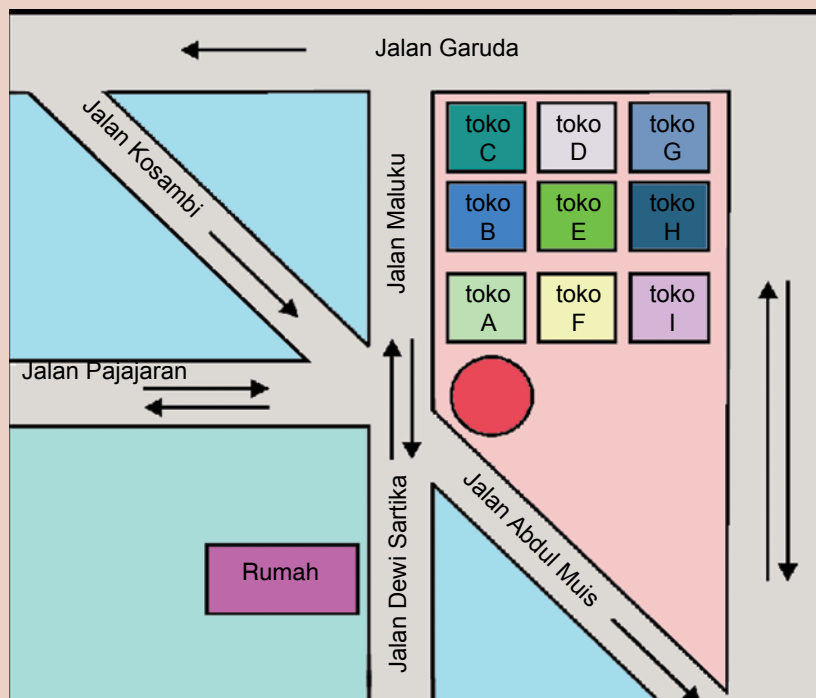 Jalan Garuda
Jalan Kosambi
Jalan Maluku
toko
C
toko
D
toko
G
toko
B
toko
E
toko
H
toko
A
toko
F
toko
I
Jalan Pajajaran
Jalan Dewi Sartika
Jalan Abdul Muis
Rumah